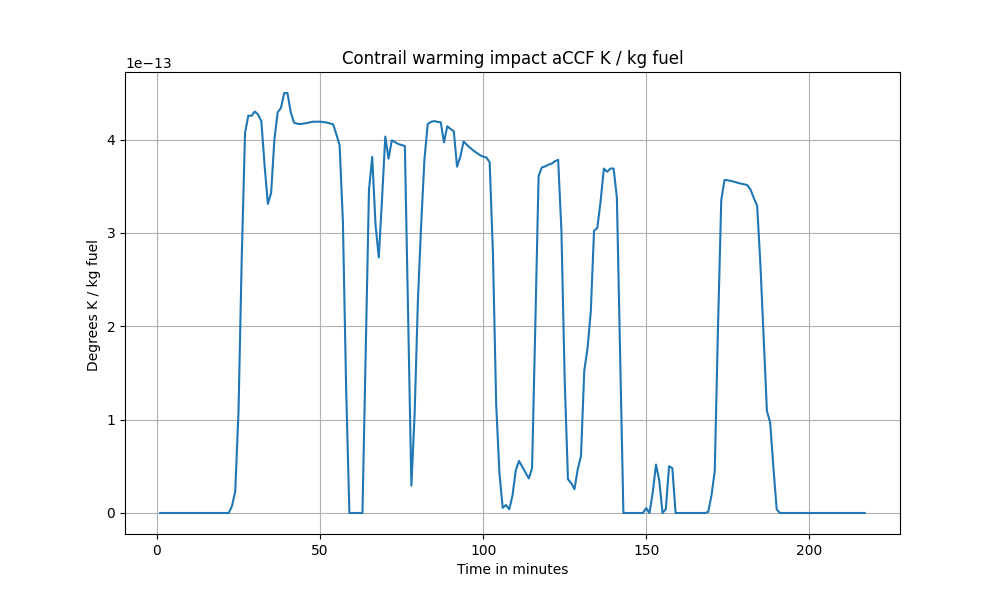 Contrail warming impact aCCF K / kg fuel
1e−13
Degrees K / kg fuel
4
3
2
1
0
0 50 100 150 200
Time in minutes